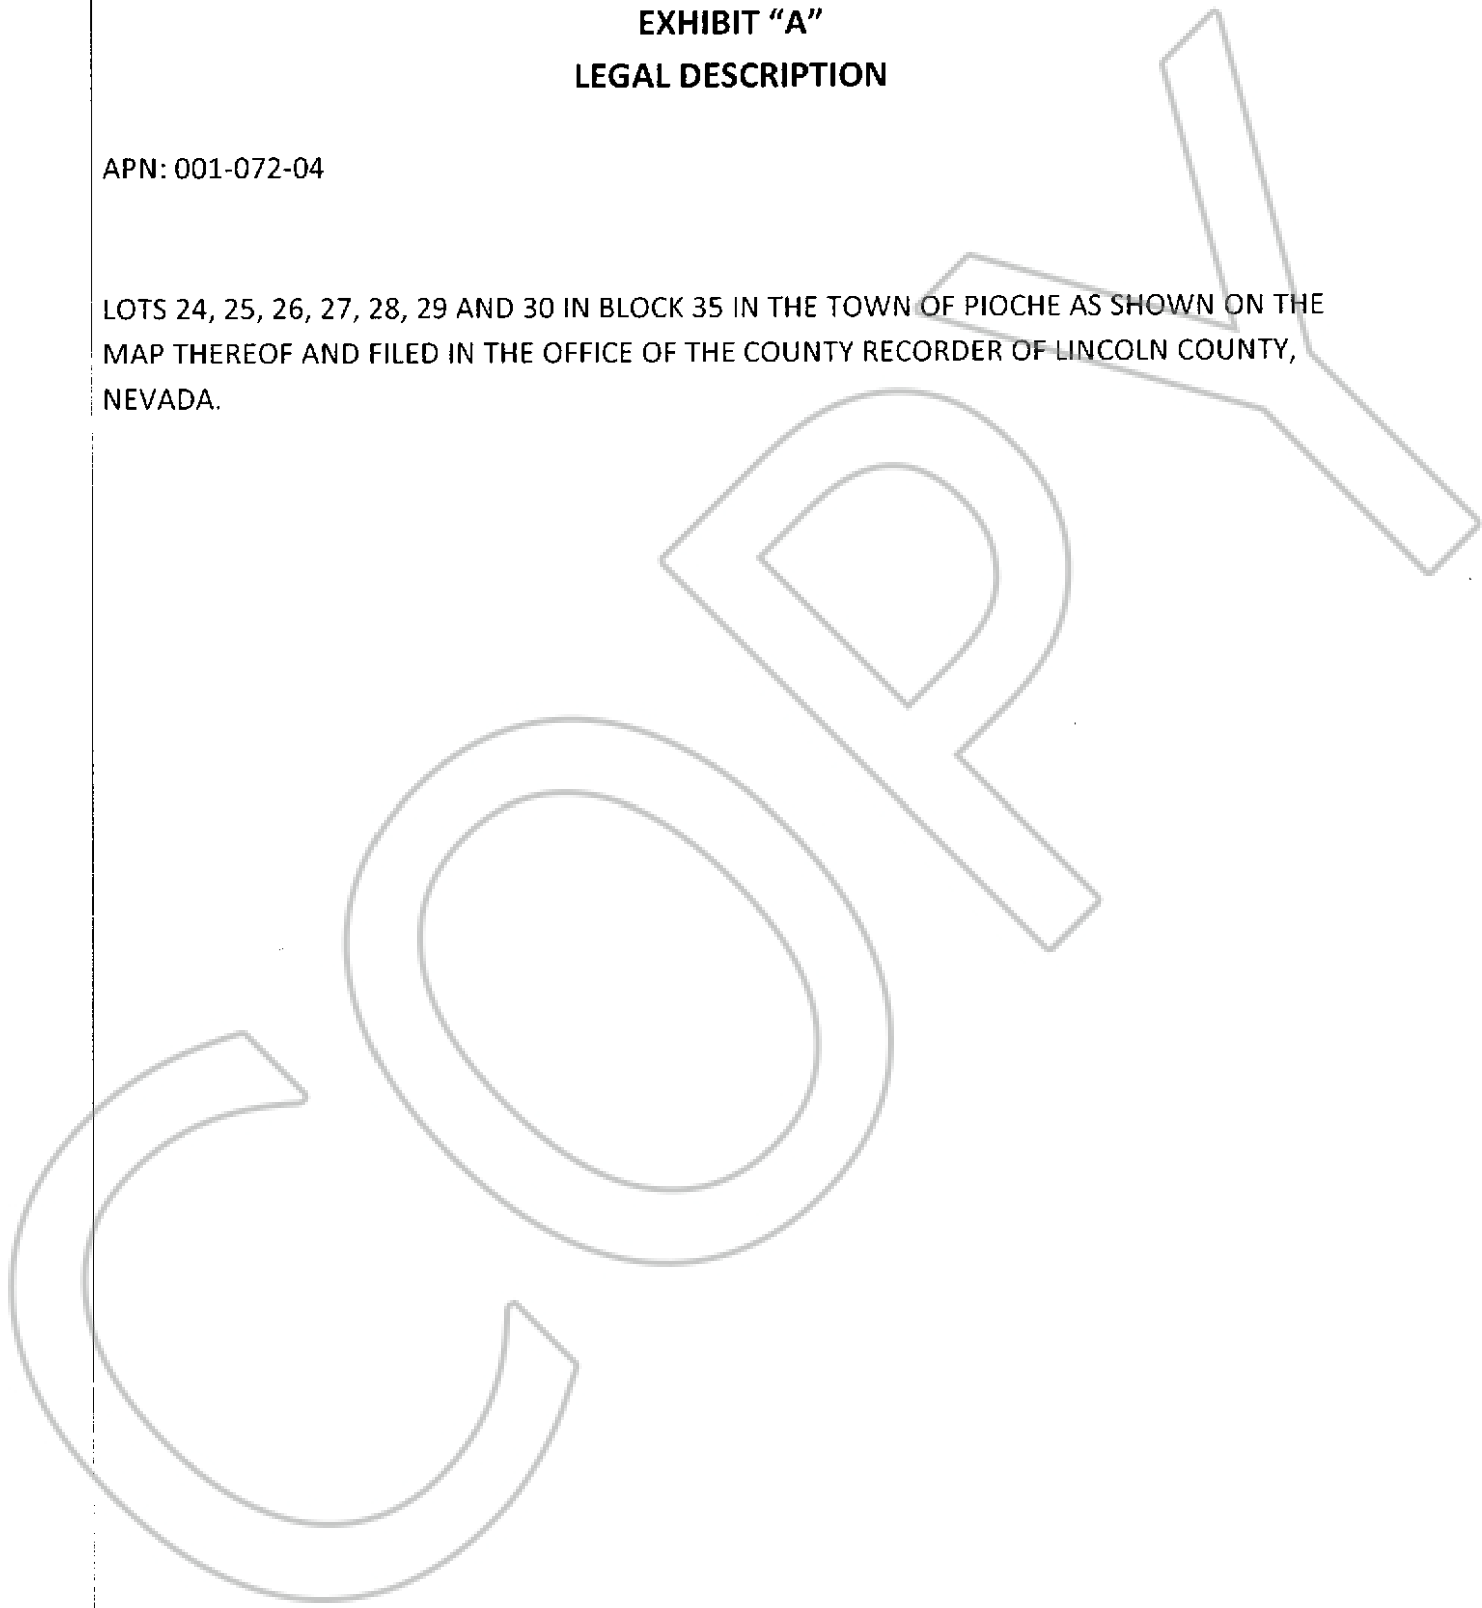 EXHIBIT “A”
LEGAL DESCRIPTION
APN: 001-072-04
LOTS 24, 25, 26, 27, 28, 29 AND 30 IN BLOCK 35 IN THE TOWN OF PIOCHE AS SHOWN ON THE
MAP THEREOF AND FILED IN THE OFFICE OF THE COUNTY RECORDER OF LINCOLN COUNTY,
NEVADA.
COPY